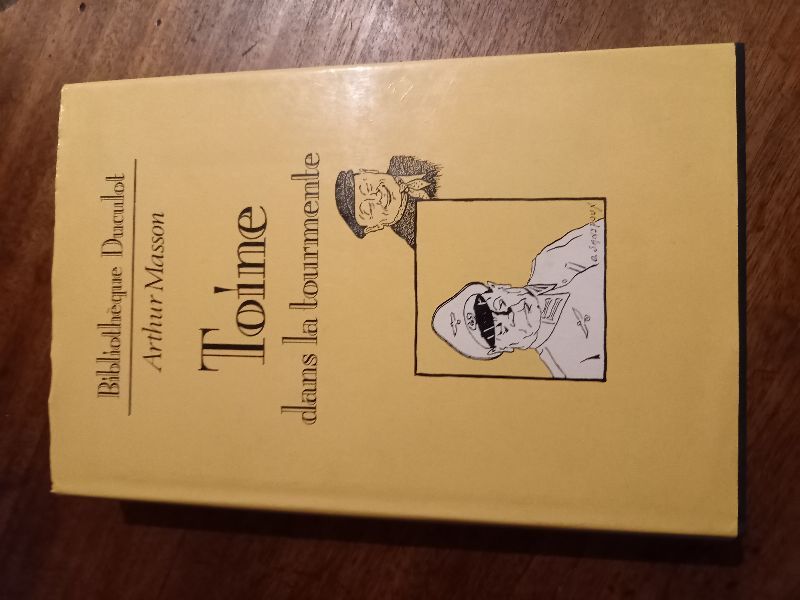 Bibliothèque Duculot
Arthur Masson
Toine
dans la tourmente